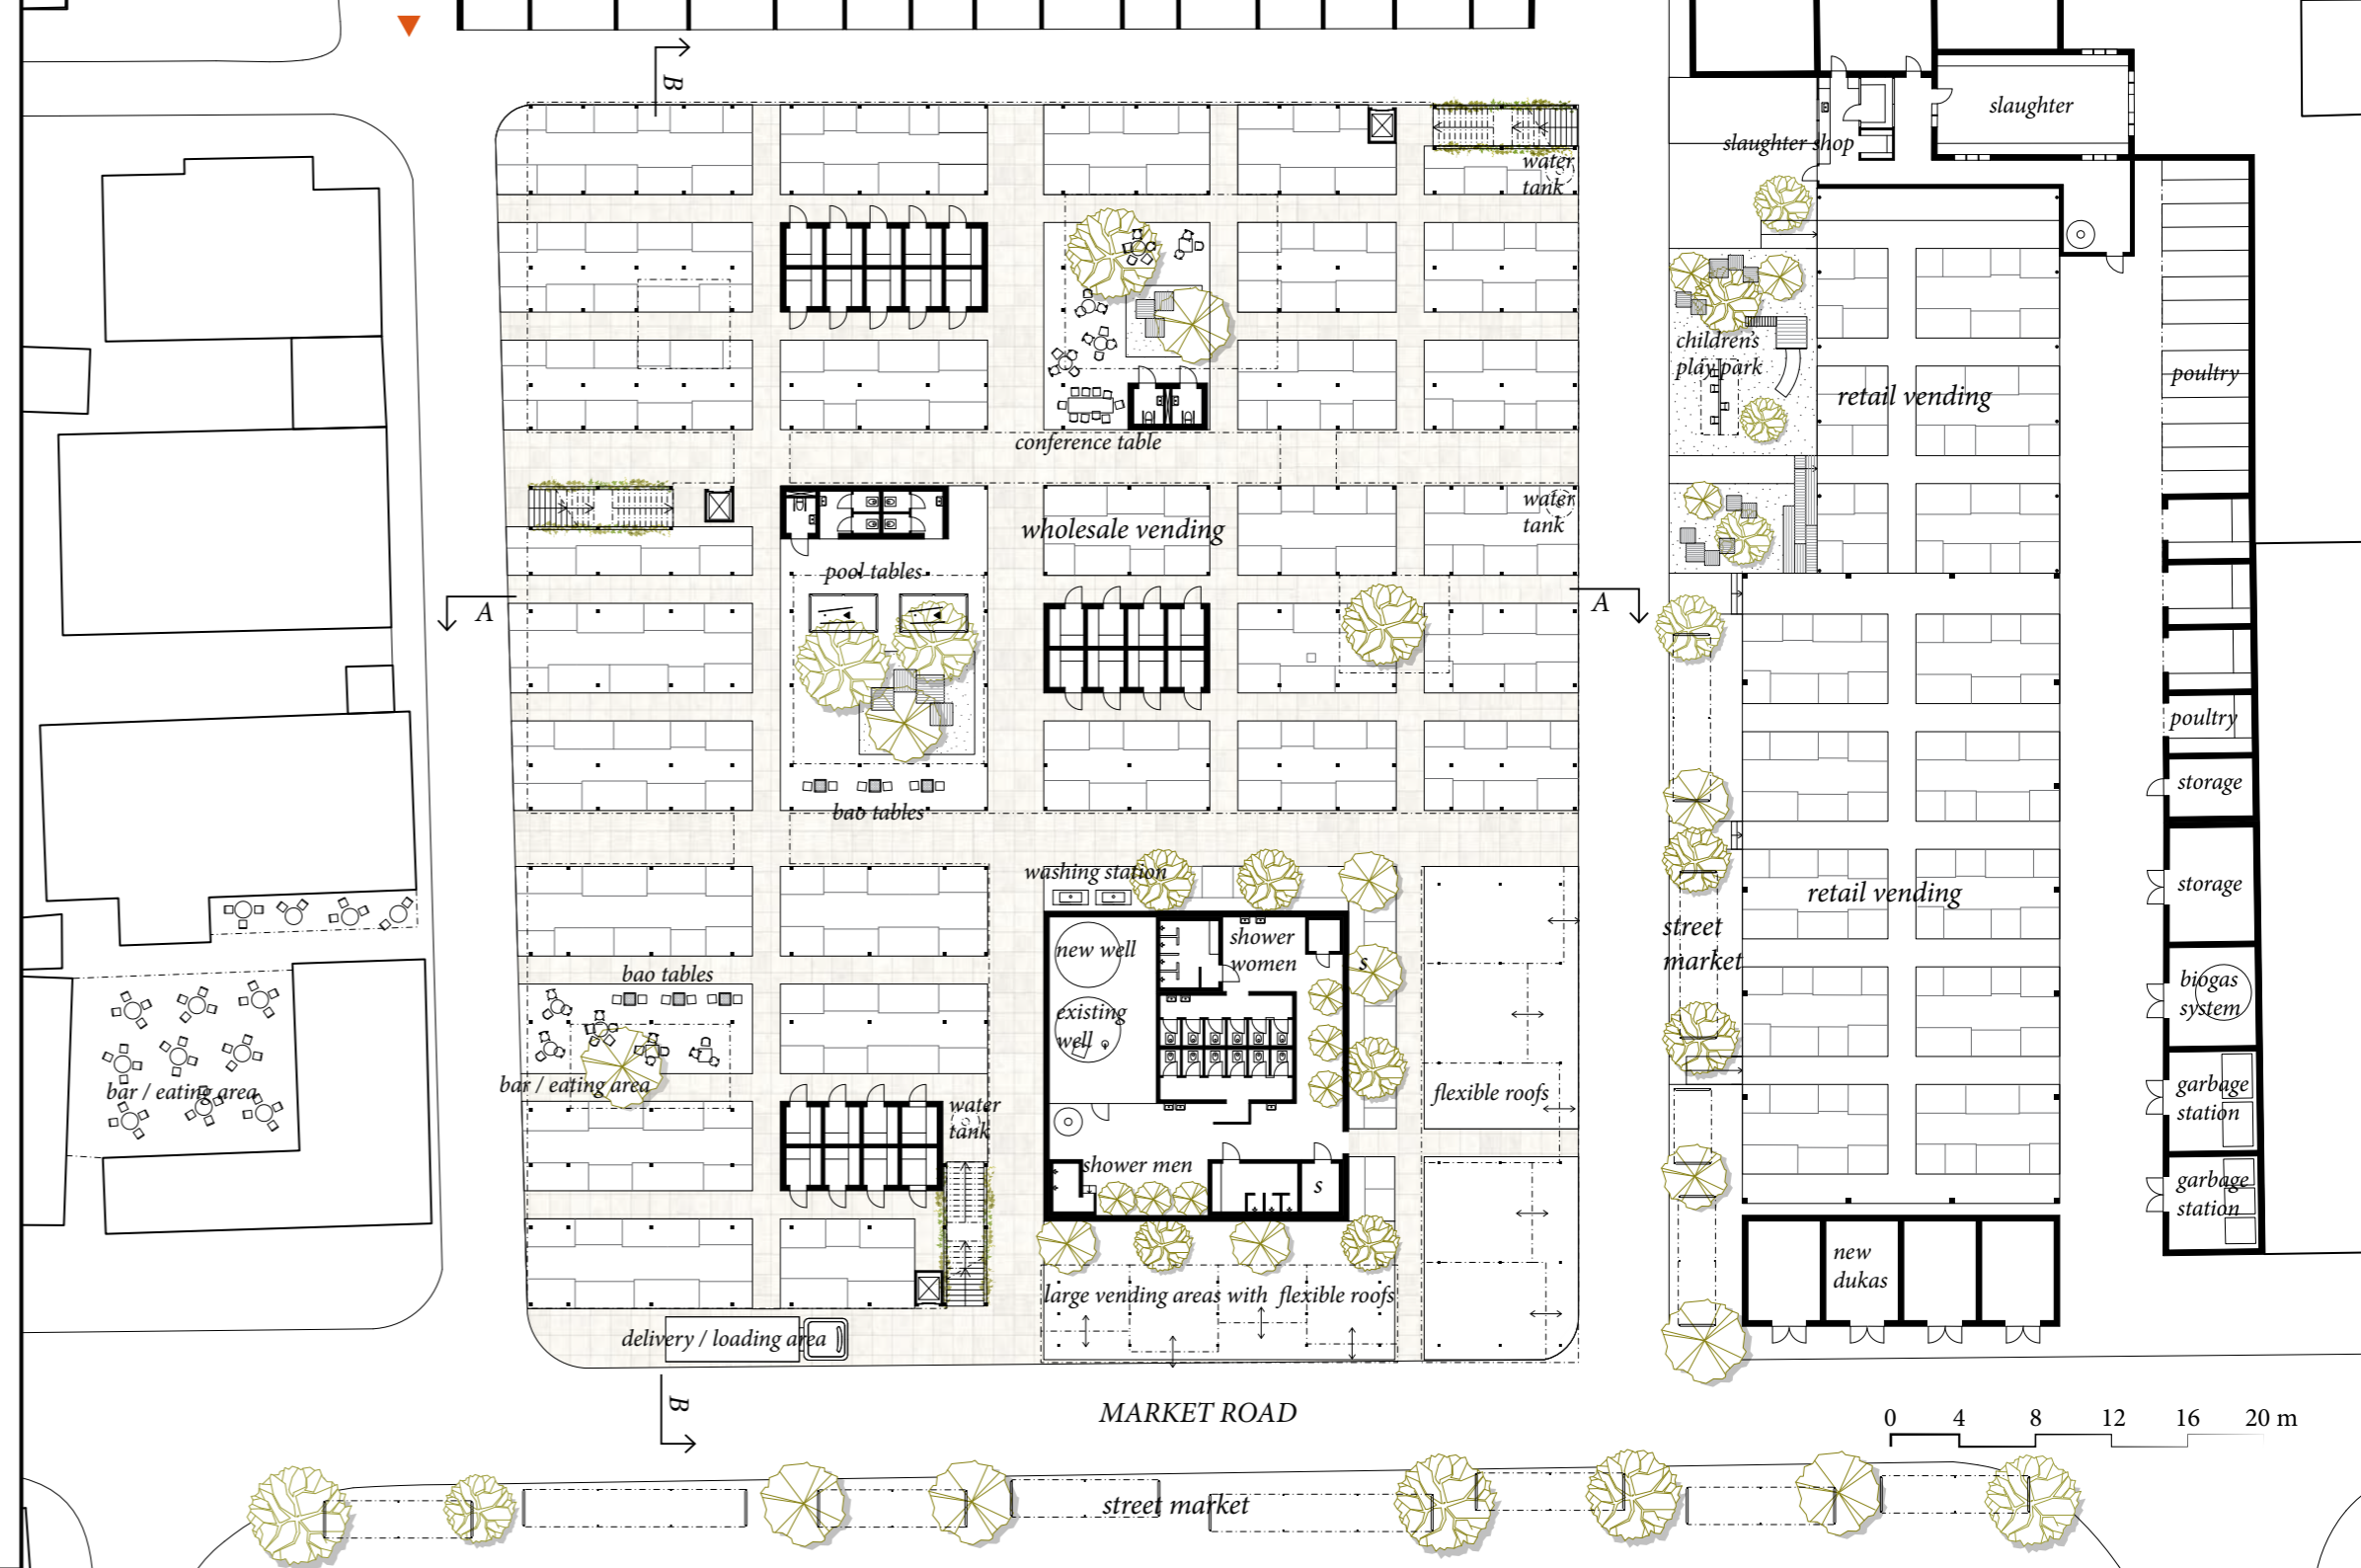 B
slaughter
slaughter shop
water
tank
children's
play park
poultry
retail vending
conference table
water
tank
wholesale vending
pool tables
A
A
poultry
storage
bao tables
washing station
storage
retail vending
street
market
new well
shower
women
s
bao tables
biogas
system
existing
well
bar / eating area
bar / eating area
flexible roofs
garbage
station
water
tank
shower men
s
garbage
station
new
dukas
large vending areas with flexible roofs
delivery / loading area
B
MARKET ROAD
0 4 8 12 16 20 m
street market